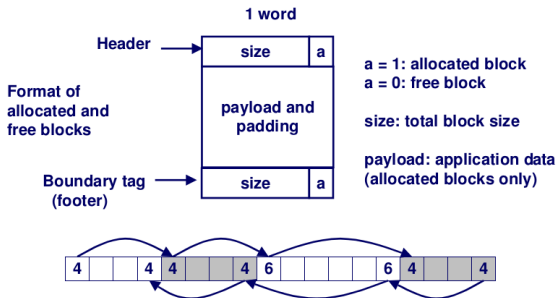 1 word
Header
size a
a = 1: allocated block
a = 0: free block
Format of
allocated and
free blocks
payload and
padding
size: total block size
payload: application data
(allocated blocks only)
Boundary tag
(footer)
size a
4 4 4 4 6 6 4 4